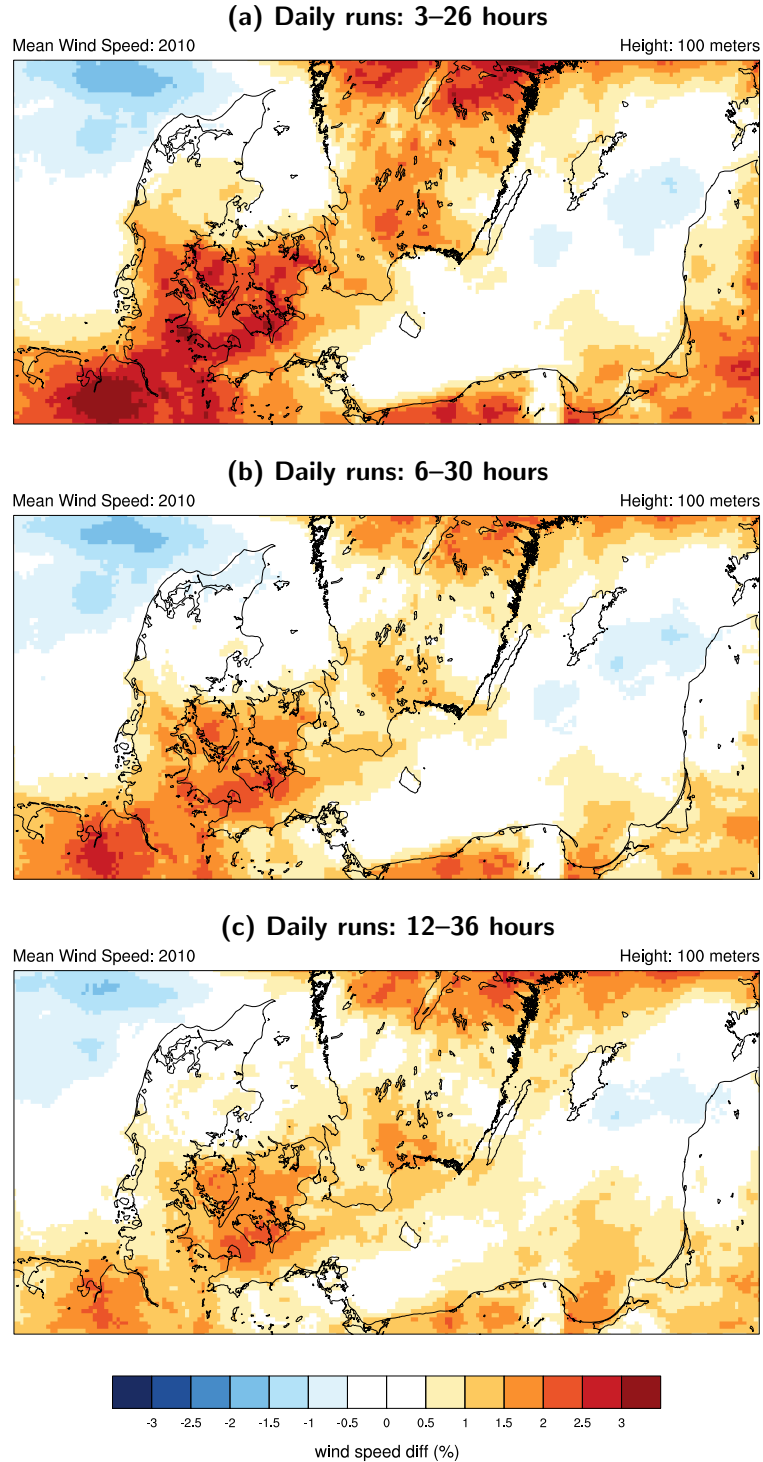 (a) Daily runs: 3–26 hours
Mean Wind Speed: 2010 Height: 100 meters
(b) Daily runs: 6–30 hours
Mean Wind Speed: 2010 Height: 100 meters
(c) Daily runs: 12–36 hours
Mean Wind Speed: 2010 Height: 100 meters
-3 -2.5 -2 -1.5 -1 -0.5 0 0.5 1 1.5 2 2.5 3
wind speed diff (%)